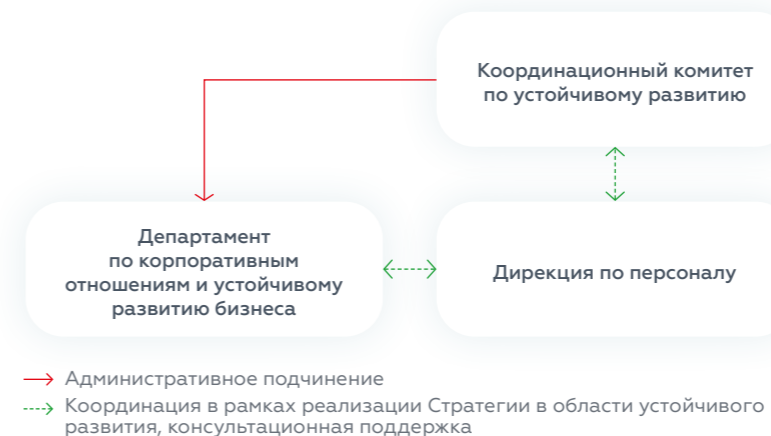 Координационный комитет
по устойчивому развитию
Департамент
по корпоративным
отношениям и устойчивому
развитию бизнеса
Дирекция по персоналу
Административное подчинение
Координация в рамках реализации Стратегии в области устойчивого
развития, консультационная поддержка